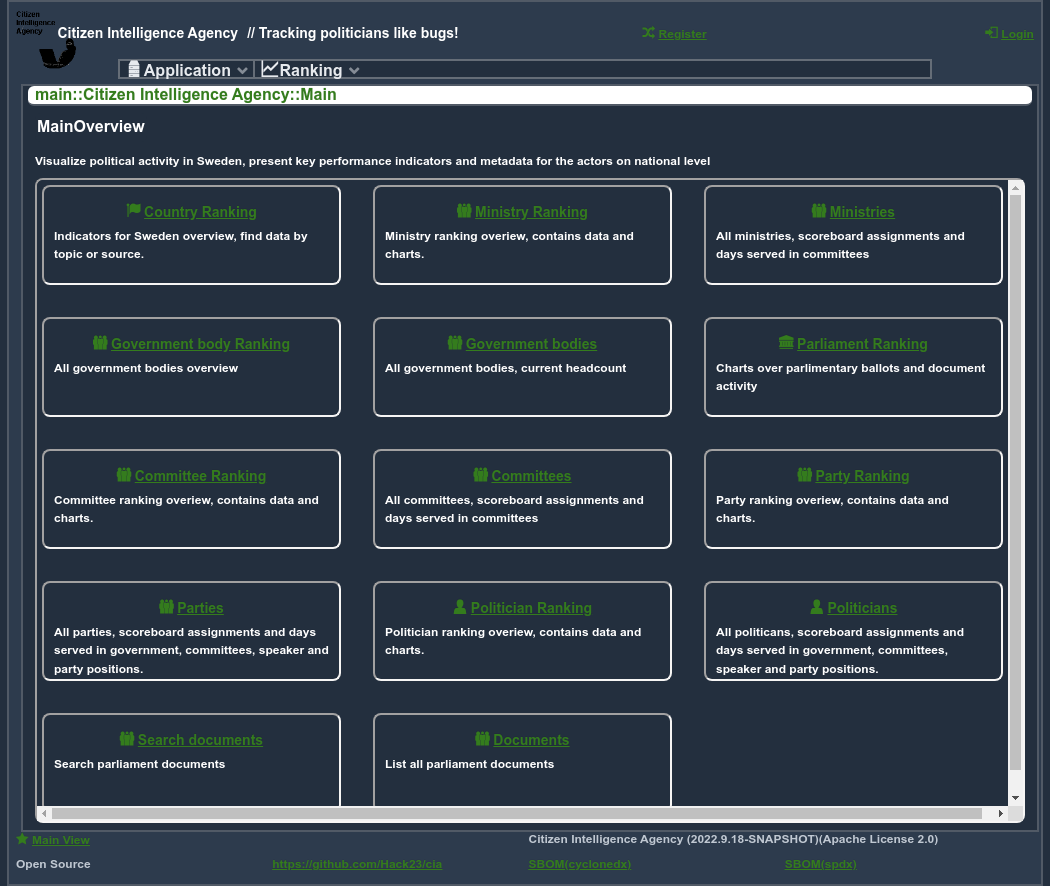 Citizen
Intelligence
Agency
Citizen Intelligence Agency // Tracking politicians like bugs!
Register
Login
Application
Ranking
main::Citizen Intelligence Agency::Main
MainOverview
Visualize political activity in Sweden, present key performance indicators and metadata for the actors on national level
Country Ranking
Indicators for Sweden overview, find data by
topic or source.
Ministry Ranking
Ministry ranking overiew, contains data and
charts.
Ministries
All ministries, scoreboard assignments and
days served in committees
Government body Ranking
All government bodies overview
Government bodies
All government bodies, current headcount
Parliament Ranking
Charts over parlimentary ballots and document
activity
Committee Ranking
Committee ranking overiew, contains data and
charts.
Committees
All committees, scoreboard assignments and
days served in committees
Party Ranking
Party ranking overiew, contains data and
charts.
Parties
All parties, scoreboard assignments and days
served in government, committees, speaker and
party positions.
Politician Ranking
Politician ranking overiew, contains data and
charts.
Politicians
All politicans, scoreboard assignments and
days served in government, committees,
speaker and party positions.
Search documents
Search parliament documents
Documents
List all parliament documents
Main View
Citizen Intelligence Agency (2022.9.18-SNAPSHOT)(Apache License 2.0)
Open Source
https://github.com/Hack23/cia
SBOM(cyclonedx)
SBOM(spdx)